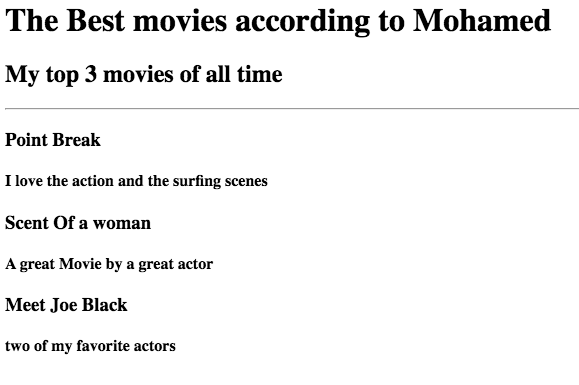 The Best movies according to Mohamed
My top 3 movies of all time
Point Break
I love the action and the surfing scenes
Scent Of a woman
A great Movie by a great actor
Meet Joe Black
two of my favorite actors